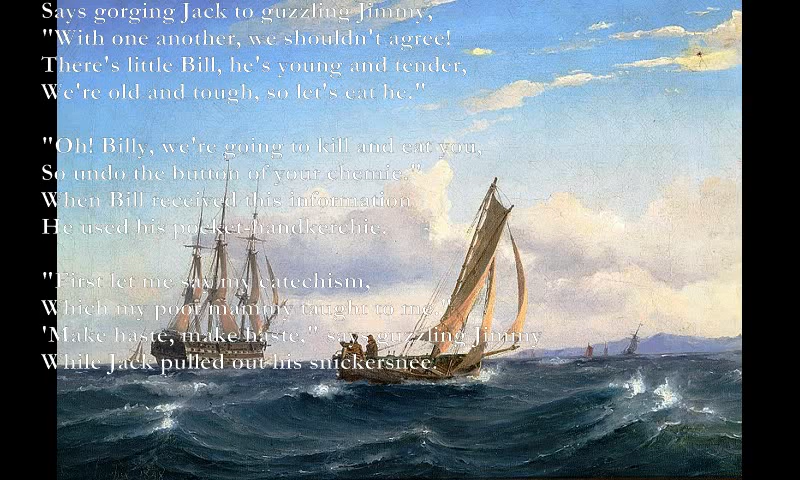 Says gorging Jack to guzzling Jimmy,
"With one another, we shouldn't agree!
There's little Bill, he's young and tender,
We're old and tough, so let's eat he."
"Oh! Billy, we're going to kill and eat you,
So undo the button of your chemie."
When Bill received this information
He used his pocket-handkerchie.
"First let me say my catechism,
Which my poor mammy taught to me."
'Make haste, make haste," says guzzling Jimmy
While Jack pulled out his snickersnee.